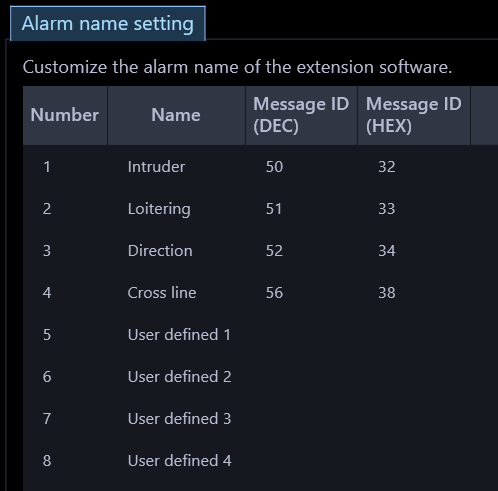 Alarm name setting
Customize the alarm name of the extension software.
Number Name Message ID (DEC) Message ID (HEX)
1 Intruder 50 32
2 Loitering 51 33
3 Direction 52 34
4 Cross line 56 38
5 User defined 1
6 User defined 2
7 User defined 3
8 User defined 4